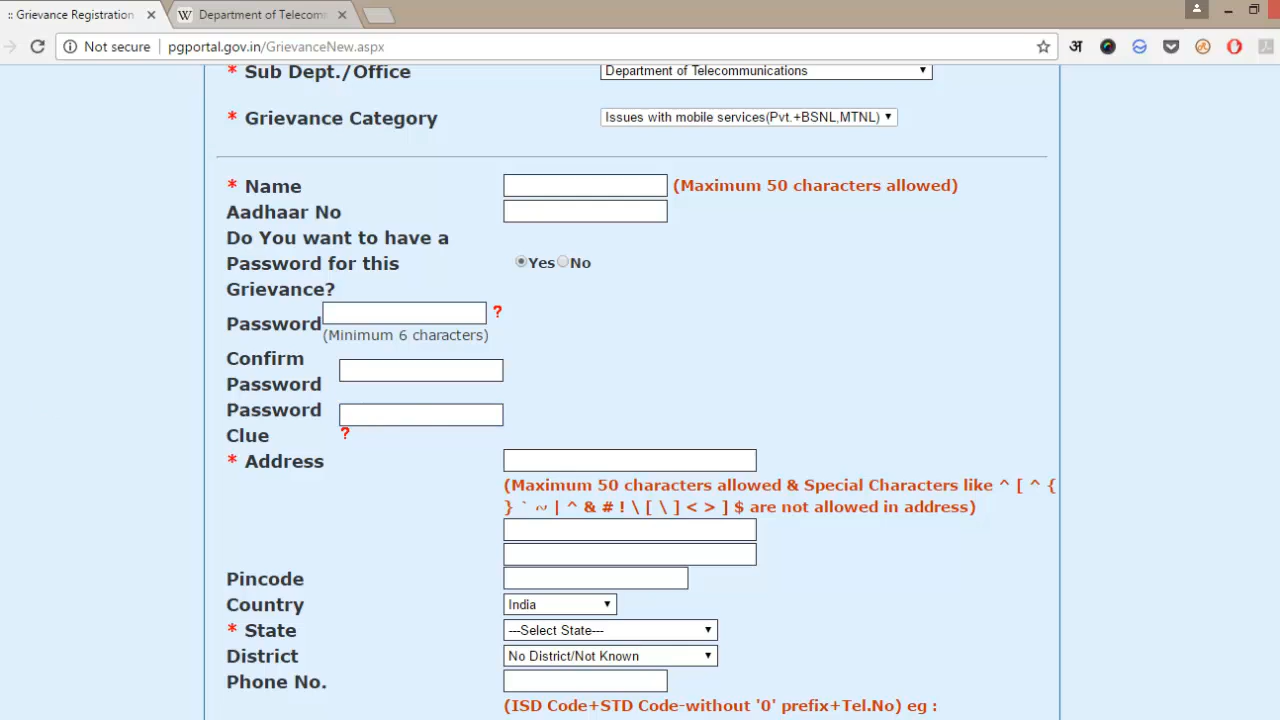 :: Grievance Registration
Department of Telecomm
Not secure
pgportal.gov.in/GrievanceNew.aspx
अ
* Sub Dept./Office
Department of Telecommunications
* Grievance Category
Issues with mobile services(Pvt.+BSNL,MTNL)
* Name
(Maximum 50 characters allowed)
Aadhaar No
Do You want to have a
Password for this
Grievance?
Yes No
Password
?
(Minimum 6 characters)
Confirm
Password
Password
Clue
?
* Address
(Maximum 50 characters allowed & Special Characters like ^ [ ^ {
} ` ~ | ^ & # ! \ [ \ ] < > ] $ are not allowed in address)
Pincode
Country
India
* State
---Select State---
District
No District/Not Known
Phone No.
(ISD Code+STD Code-without '0' prefix+Tel.No) eg :